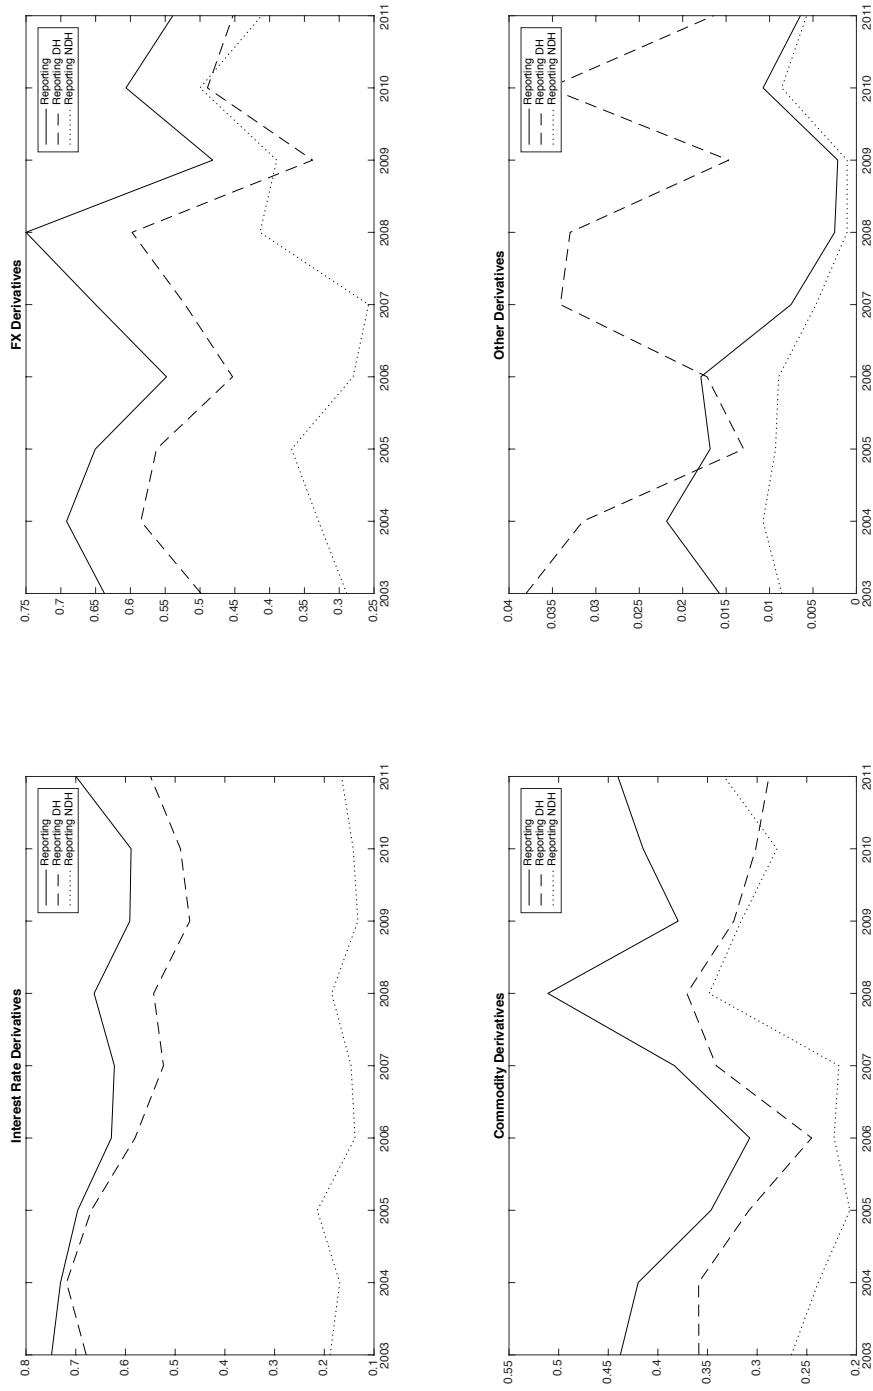 Interest Rate Derivatives
0.8
0.7
0.6
0.5
0.4
0.3
0.2
0.1
2003 2004 2005 2006 2007 2008 2009 2010 2011
Reporting
Reporting DH
Reporting NDH
FX Derivatives
0.75
0.7
0.65
0.6
0.55
0.5
0.45
0.4
0.35
0.3
0.25
2003 2004 2005 2006 2007 2008 2009 2010 2011
Reporting
Reporting DH
Reporting NDH
Commodity Derivatives
0.55
0.5
0.45
0.4
0.35
0.3
0.25
0.2
2003 2004 2005 2006 2007 2008 2009 2010 2011
Reporting
Reporting DH
Reporting NDH
Other Derivatives
0.04
0.035
0.03
0.025
0.02
0.015
0.01
0.005
0
2003 2004 2005 2006 2007 2008 2009 2010 2011
Reporting
Reporting DH
Reporting NDH